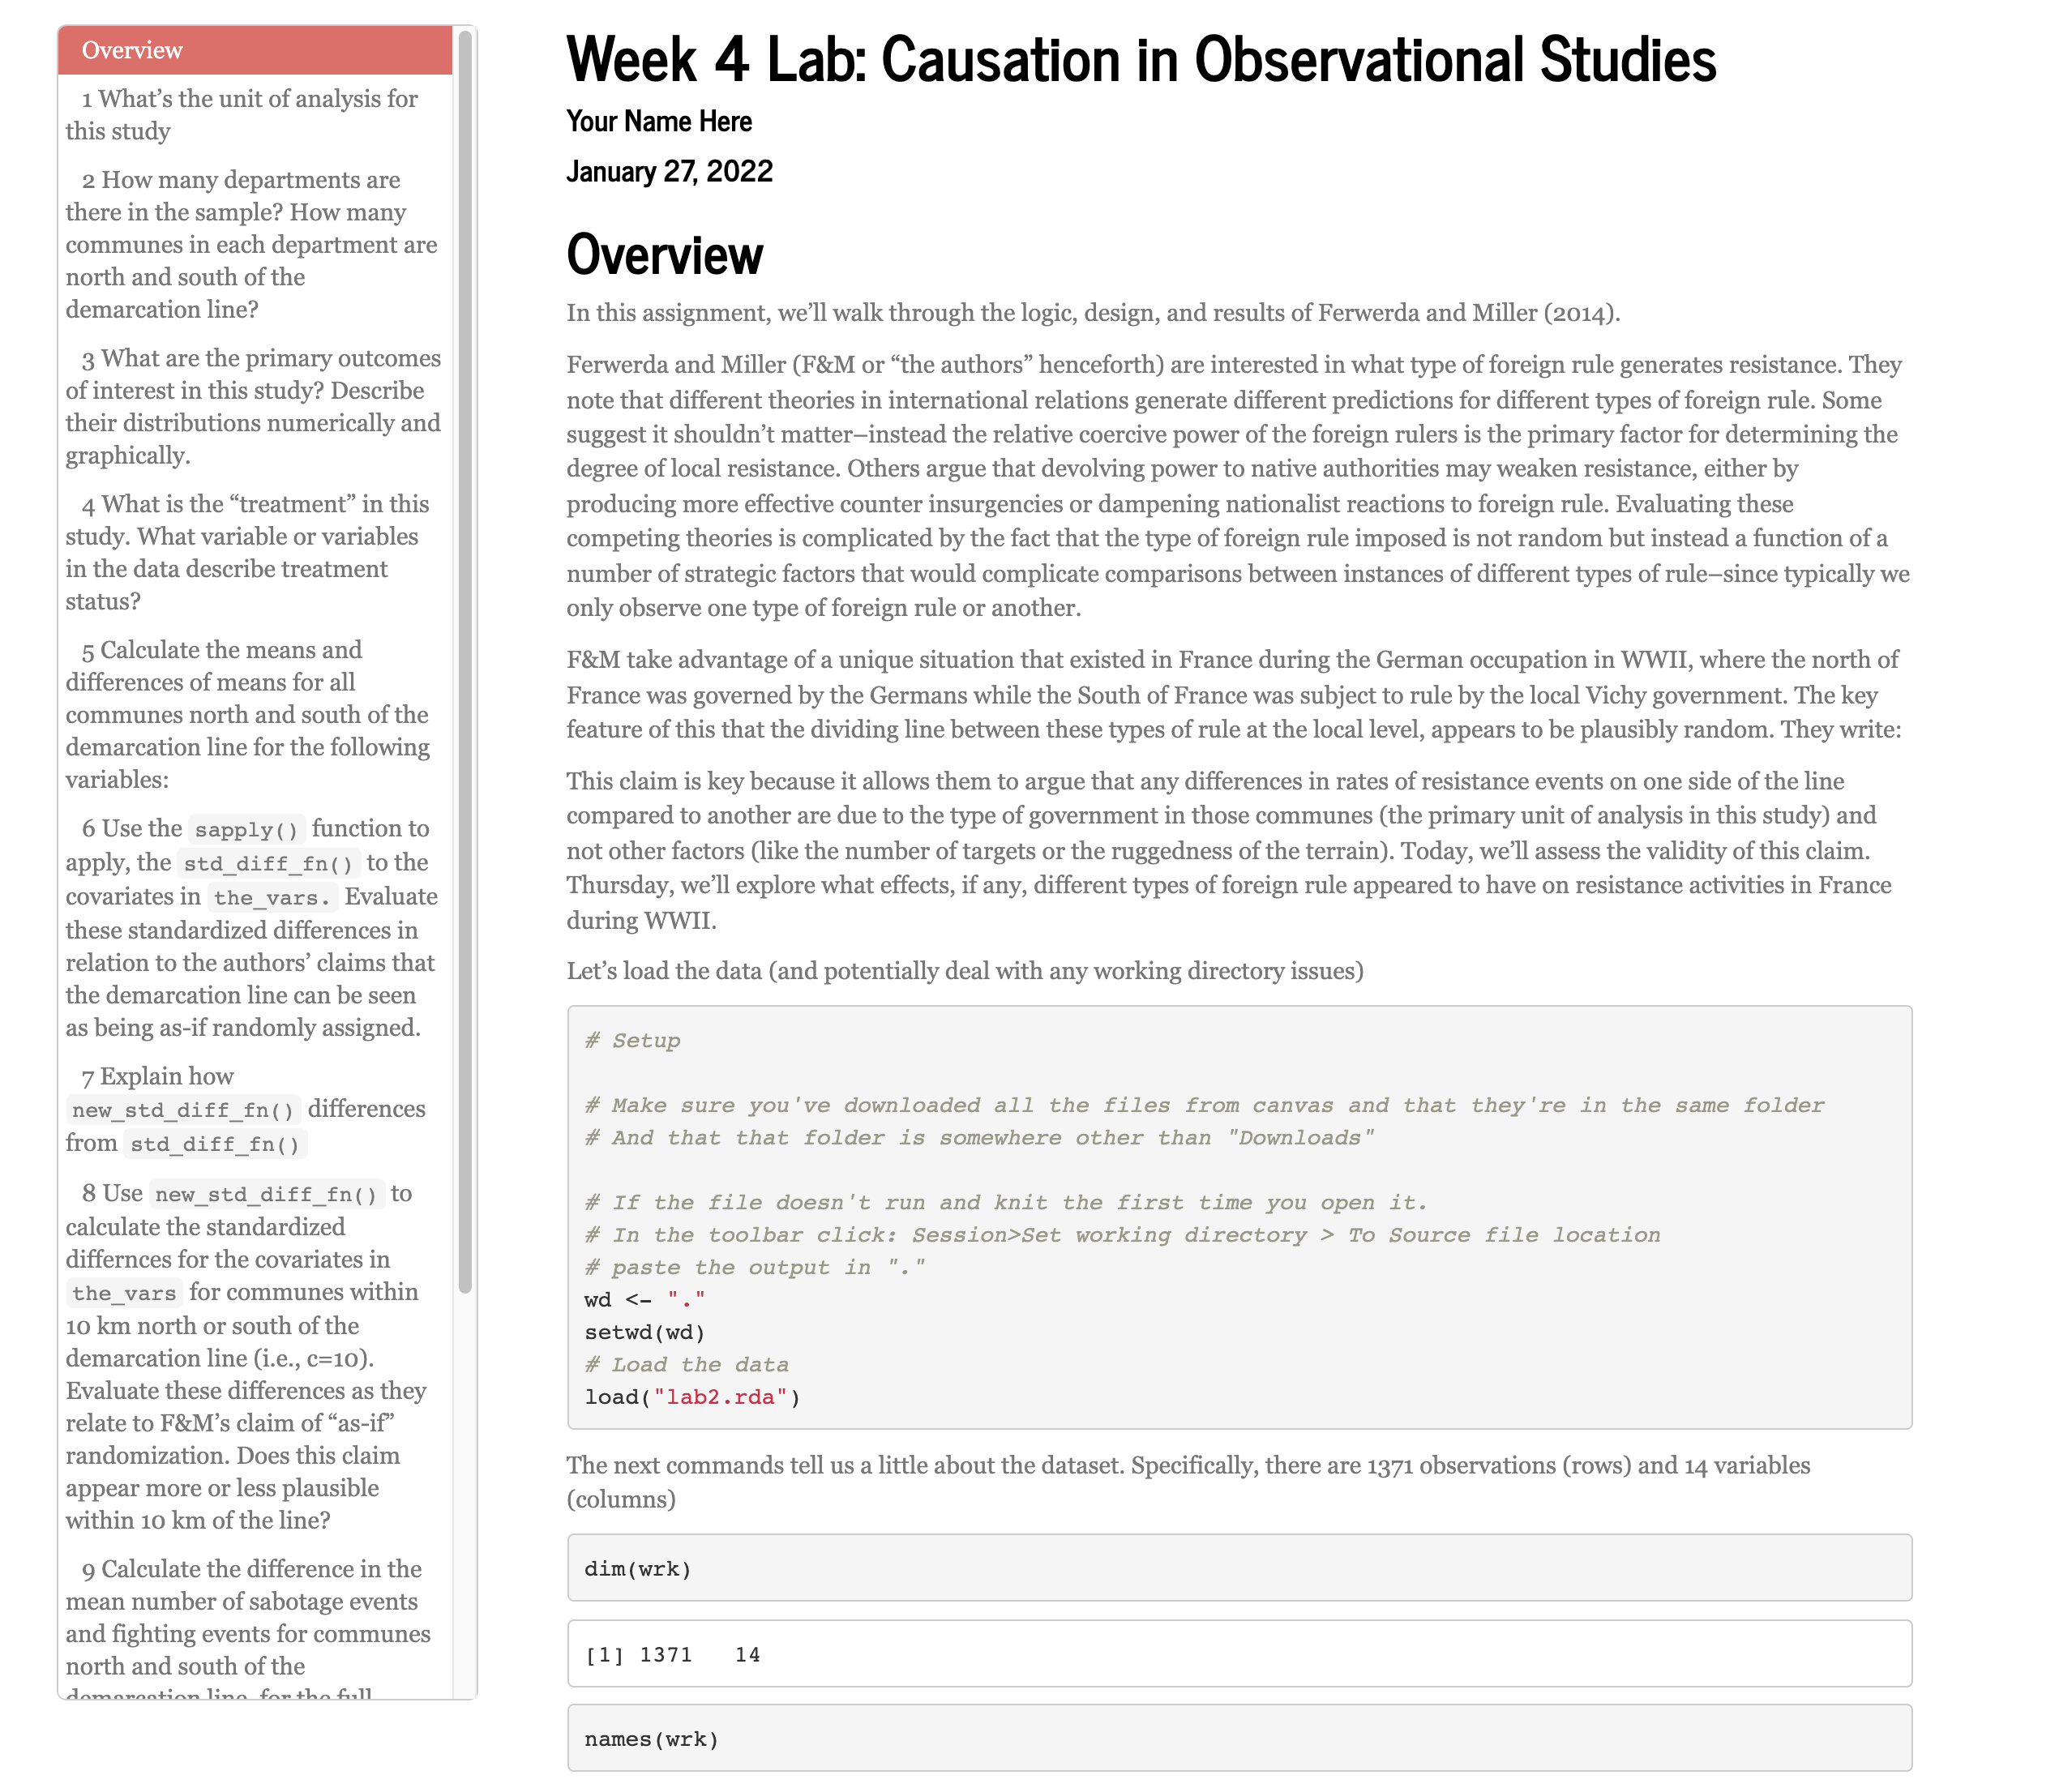 Overview
1 What’s the unit of analysis for
this study
2 How many departments are
there in the sample? How many
communes in each department are
north and south of the
demarcation line?
3 What are the primary outcomes
of interest in this study? Describe
their distributions numerically and
graphically.
4 What is the “treatment” in this
study. What variable or variables
in the data describe treatment
status?
5 Calculate the means and
differences of means for all
communes north and south of the
demarcation line for the following
variables:
6 Use the sapply() function to
apply, the std_diff_fn() to the
covariates in the_vars. Evaluate
these standardized differences in
relation to the authors’ claims that
the demarcation line can be seen
as being as-if randomly assigned.
7 Explain how
new_std_diff_fn() differences
from std_diff_fn()
8 Use new_std_diff_fn() to
calculate the standardized
differnces for the covariates in
the_vars for communes within
10 km north or south of the
demarcation line (i.e., c=10).
Evaluate these differences as they
relate to F&M’s claim of “as-if”
randomization. Does this claim
appear more or less plausible
within 10 km of the line?
9 Calculate the difference in the
mean number of sabotage events
and fighting events for communes
north and south of the
demarcation line, for the full
Week 4 Lab: Causation in Observational Studies
Your Name Here
January 27, 2022
Overview
In this assignment, we’ll walk through the logic, design, and results of Ferwerda and Miller (2014).
Ferwerda and Miller (F&M or “the authors” henceforth) are interested in what type of foreign rule generates resistance. They
note that different theories in international relations generate different predictions for different types of foreign rule. Some
suggest it shouldn’t matter–instead the relative coercive power of the foreign rulers is the primary factor for determining the
degree of local resistance. Others argue that devolving power to native authorities may weaken resistance, either by
producing more effective counter insurgencies or dampening nationalist reactions to foreign rule. Evaluating these
competing theories is complicated by the fact that the type of foreign rule imposed is not random but instead a function of a
number of strategic factors that would complicate comparisons between instances of different types of rule–since typically we
only observe one type of foreign rule or another.
F&M take advantage of a unique situation that existed in France during the German occupation in WWII, where the north of
France was governed by the Germans while the South of France was subject to rule by the local Vichy government. The key
feature of this that the dividing line between these types of rule at the local level, appears to be plausibly random. They write:
This claim is key because it allows them to argue that any differences in rates of resistance events on one side of the line
compared to another are due to the type of government in those communes (the primary unit of analysis in this study) and
not other factors (like the number of targets or the ruggedness of the terrain). Today, we’ll assess the validity of this claim.
Thursday, we’ll explore what effects, if any, different types of foreign rule appeared to have on resistance activities in France
during WWII.
Let’s load the data (and potentially deal with any working directory issues)
# Setup
# Make sure you've downloaded all the files from canvas and that they're in the same folder
# And that that folder is somewhere other than "Downloads"
# If the file doesn't run and knit the first time you open it.
# In the toolbar click: Session>Set working directory > To Source file location
# paste the output in "."
wd <- "."
setwd(wd)
# Load the data
load("lab2.rda")
The next commands tell us a little about the dataset. Specifically, there are 1371 observations (rows) and 14 variables
(columns)
dim(wrk)
[1] 1371   14
names(wrk)